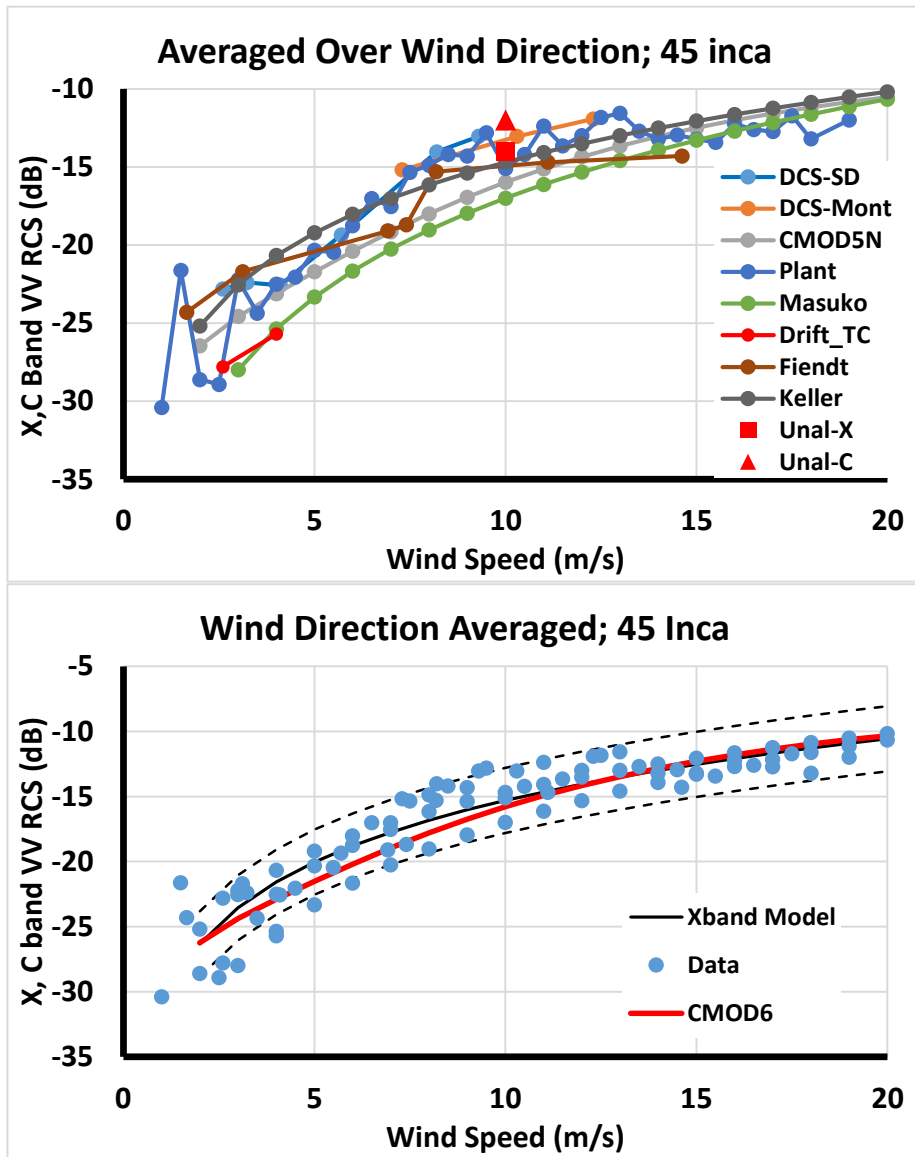 Averaged Over Wind Direction; 45 inca
X,C Band VV RCS (dB)
-10
-15
-20
-25
-30
-35
0
5
10
15
20
Wind Speed (m/s)
DCS-SD
DCS-Mont
CMOD5N
Plant
Masuko
Drift_TC
Fiendt
Keller
Unal-X
Unal-C
Wind Direction Averaged; 45 Inca
X, C band VV RCS (dB)
-5
-10
-15
-20
-25
-30
-35
0
5
10
15
20
Wind Speed (m/s)
Xband Model
Data
CMOD6